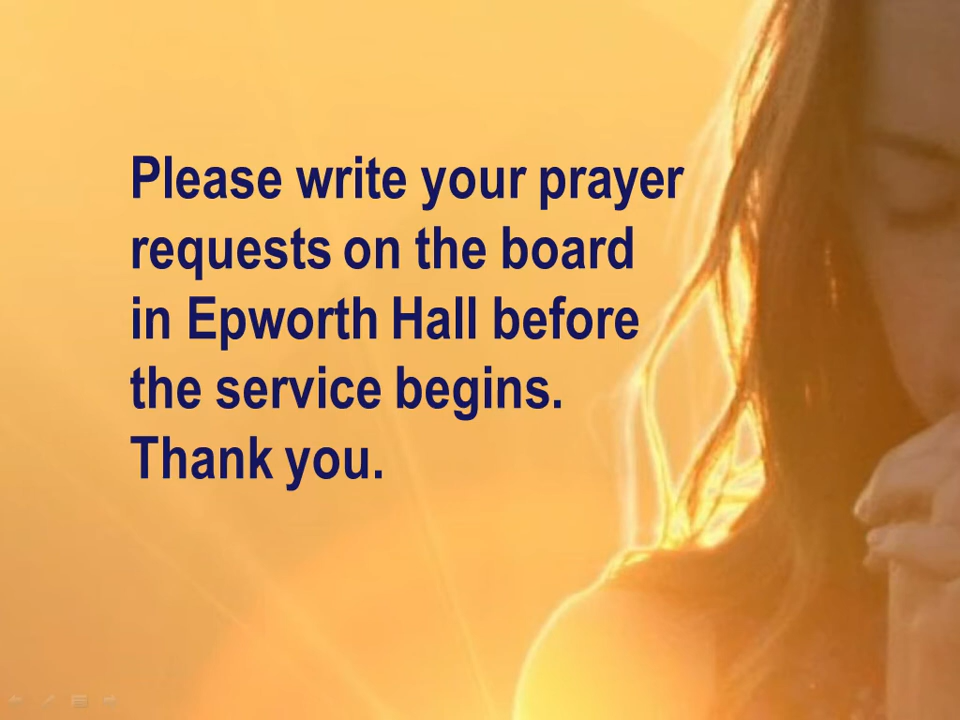 Please write your prayer
requests on the board
in Epworth Hall before
the service begins.
Thank you.